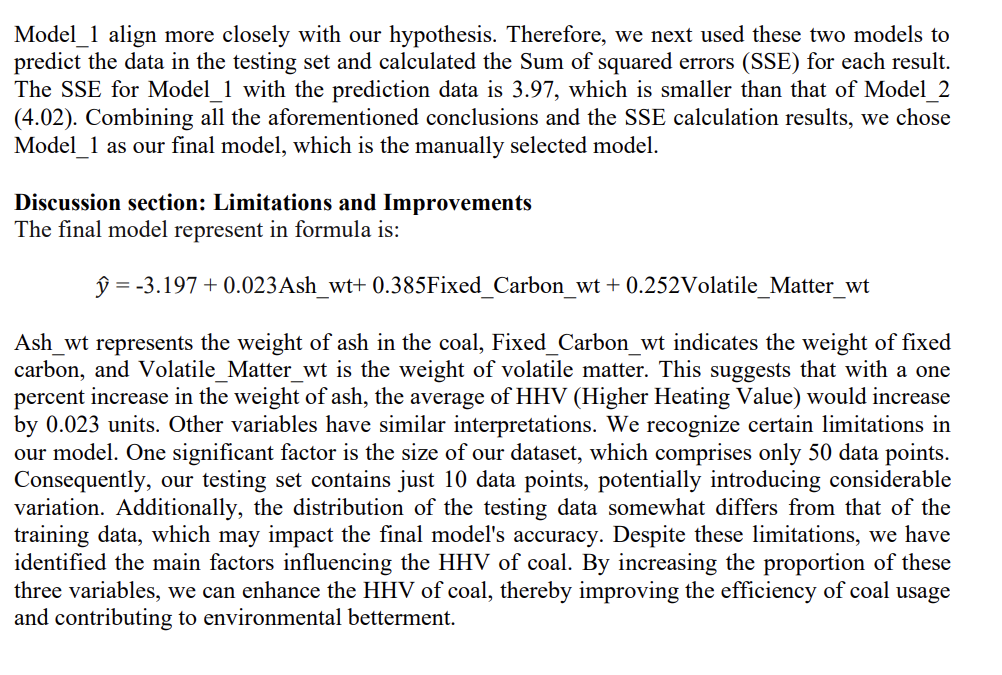 Model_1 align more closely with our hypothesis. Therefore, we next used these two models to
predict the data in the testing set and calculated the Sum of squared errors (SSE) for each result.
The SSE for Model_1 with the prediction data is 3.97, which is smaller than that of Model_2
(4.02). Combining all the aforementioned conclusions and the SSE calculation results, we chose
Model_1 as our final model, which is the manually selected model.
Discussion section: Limitations and Improvements
The final model represent in formula is:
ŷ = -3.197 + 0.023Ash_wt+ 0.385Fixed_Carbon_wt + 0.252Volatile_Matter_wt
Ash_wt represents the weight of ash in the coal, Fixed_Carbon_wt indicates the weight of fixed
carbon, and Volatile_Matter_wt is the weight of volatile matter. This suggests that with a one
percent increase in the weight of ash, the average of HHV (Higher Heating Value) would increase
by 0.023 units. Other variables have similar interpretations. We recognize certain limitations in
our model. One significant factor is the size of our dataset, which comprises only 50 data points.
Consequently, our testing set contains just 10 data points, potentially introducing considerable
variation. Additionally, the distribution of the testing data somewhat differs from that of the
training data, which may impact the final model's accuracy. Despite these limitations, we have
identified the main factors influencing the HHV of coal. By increasing the proportion of these
three variables, we can enhance the HHV of coal, thereby improving the efficiency of coal usage
and contributing to environmental betterment.